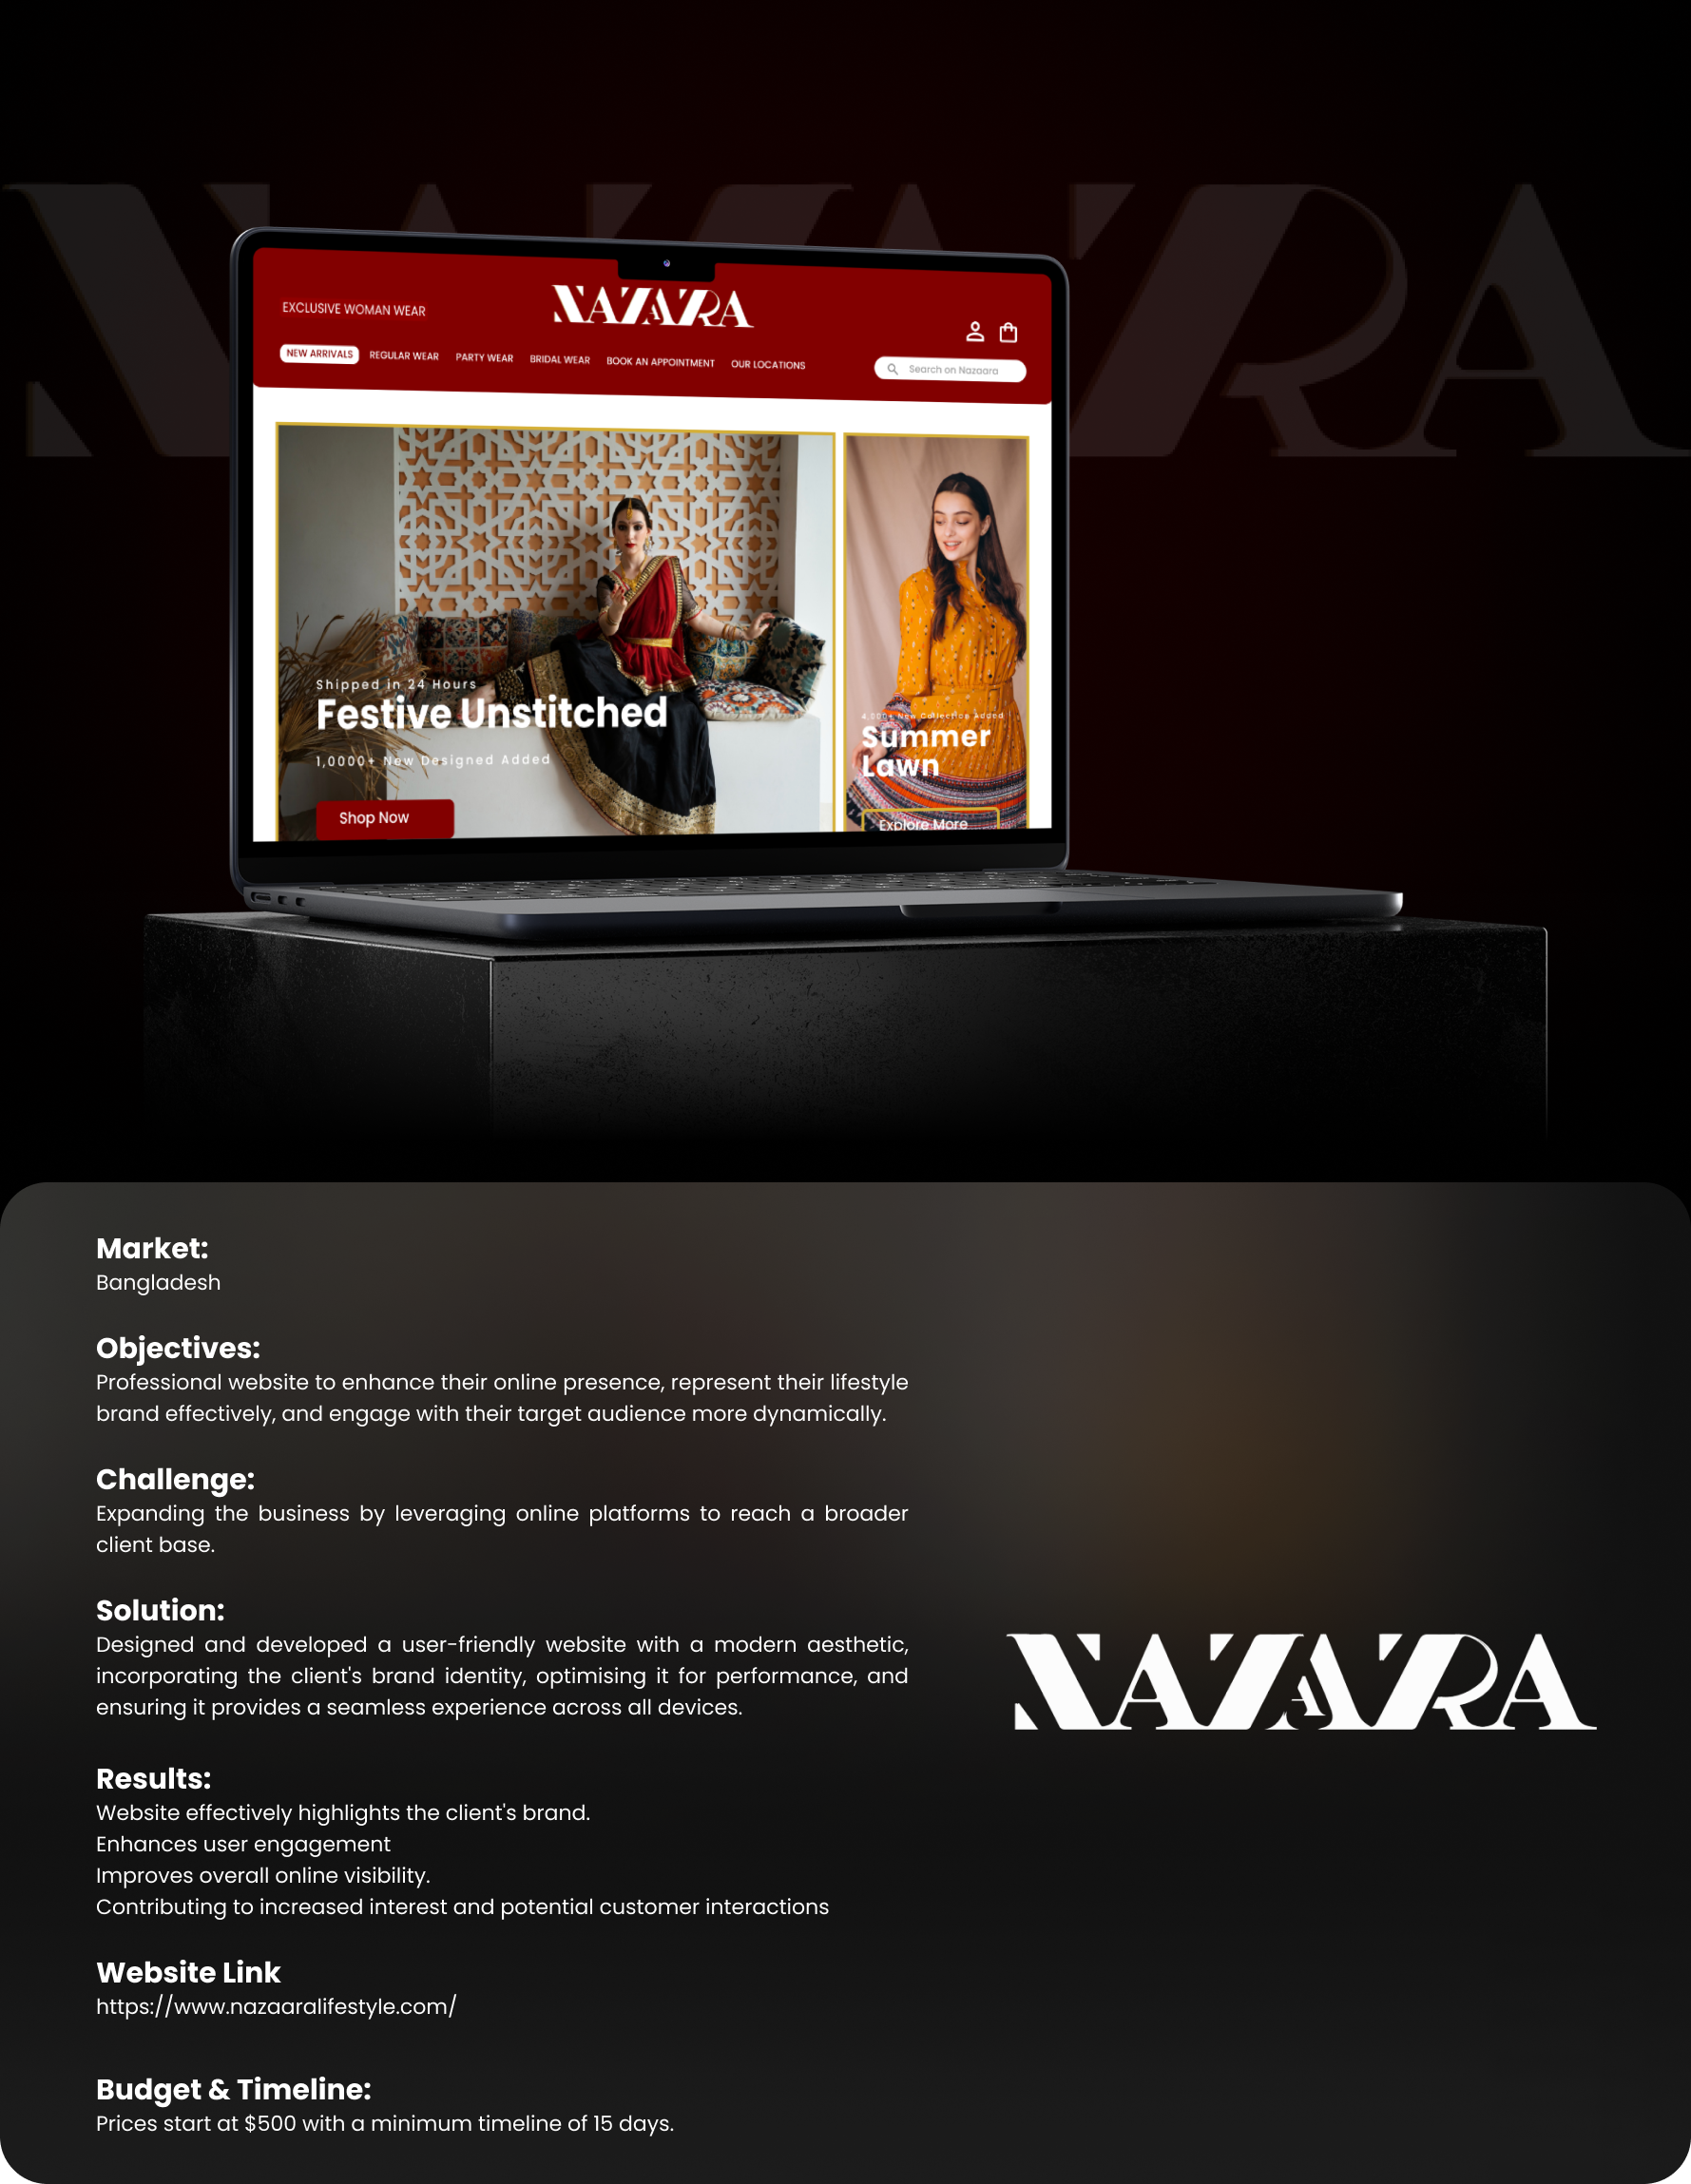 NAZAARA
EXCLUSIVE WOMAN WEAR
NAZAARA
NEW ARRIVALS
REGULAR WEAR
PARTY WEAR
BRIDAL WEAR
BOOK AN APPOINTMENT
OUR LOCATIONS
Search on Nazaara
Shipped in 24 Hours
Festive Unstitched
1,0000+ New Designed Added
Shop Now
4,000+ New Collection Added
Summer
Lawn
Explore More
Market:
Bangladesh
Objectives:
Professional website to enhance their online presence, represent their lifestyle
brand effectively, and engage with their target audience more dynamically.
Challenge:
Expanding the business by leveraging online platforms to reach a broader
client base.
Solution:
Designed and developed a user-friendly website with a modern aesthetic,
incorporating the client's brand identity, optimising it for performance, and
ensuring it provides a seamless experience across all devices.
NAZAARA
Results:
Website effectively highlights the client's brand.
Enhances user engagement
Improves overall online visibility.
Contributing to increased interest and potential customer interactions
Website Link
https://www.nazaaralifestyle.com/
Budget & Timeline:
Prices start at $500 with a minimum timeline of 15 days.